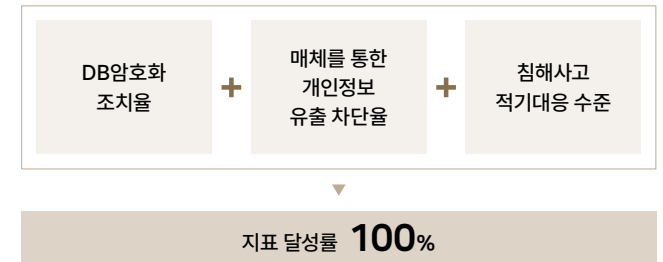 DB암호화
조치율
+
매체를 통한
개인정보
유출 차단율
+
침해사고
적기대응 수준
지표 달성률 100%